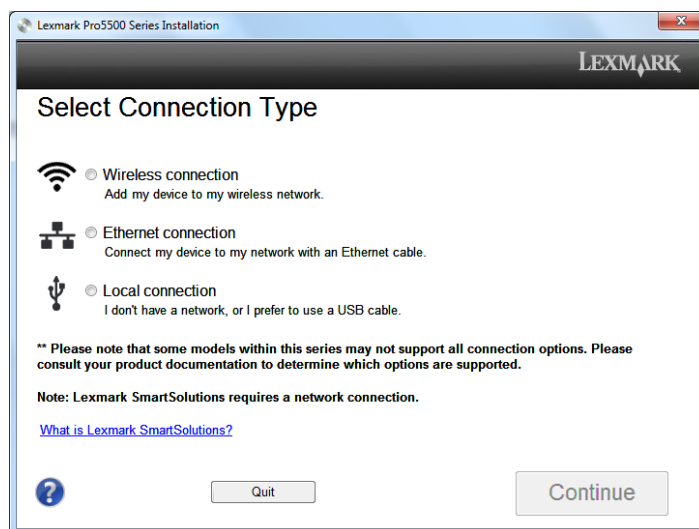 Lexmark Pro5500 Series Installation
LEXMARK
Select Connection Type
Wireless connection
Add my device to my wireless network.
Ethernet connection
Connect my device to my network with an Ethernet cable.
Local connection
I don't have a network, or I prefer to use a USB cable.
** Please note that some models within this series may not support all connection options. Please
consult your product documentation to determine which options are supported.
Note: Lexmark SmartSolutions requires a network connection.
What is Lexmark SmartSolutions?
?
Quit
Continue